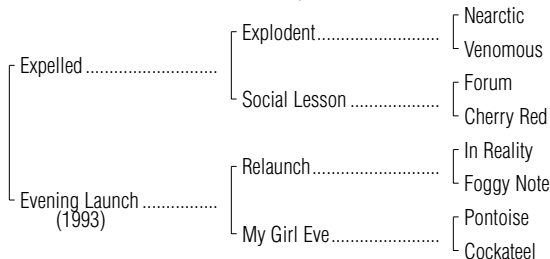 Nearctic
Explodent..............................
Venomous
Expelled ..........................
Forum
Social Lesson ...................
Cherry Red
In Reality
Relaunch..............................
Foggy Note
Evening Launch ...............
(1993)
Pontoise
My Girl Eve..........................
Cockateel